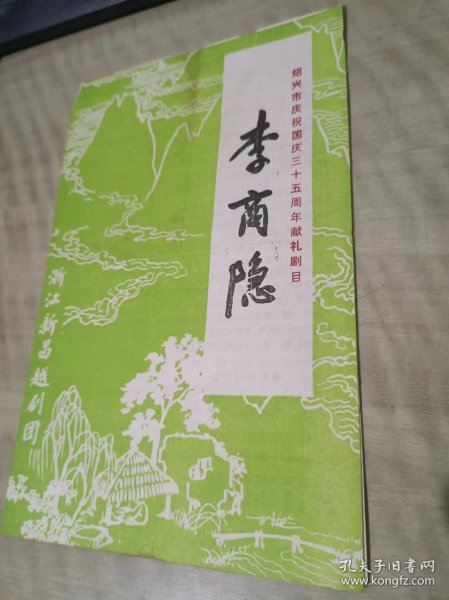 绍兴市庆祝国庆三十五周年献礼剧目
李商隐
浙江新昌越剧团
孔夫子旧书网
www.kongfz.com